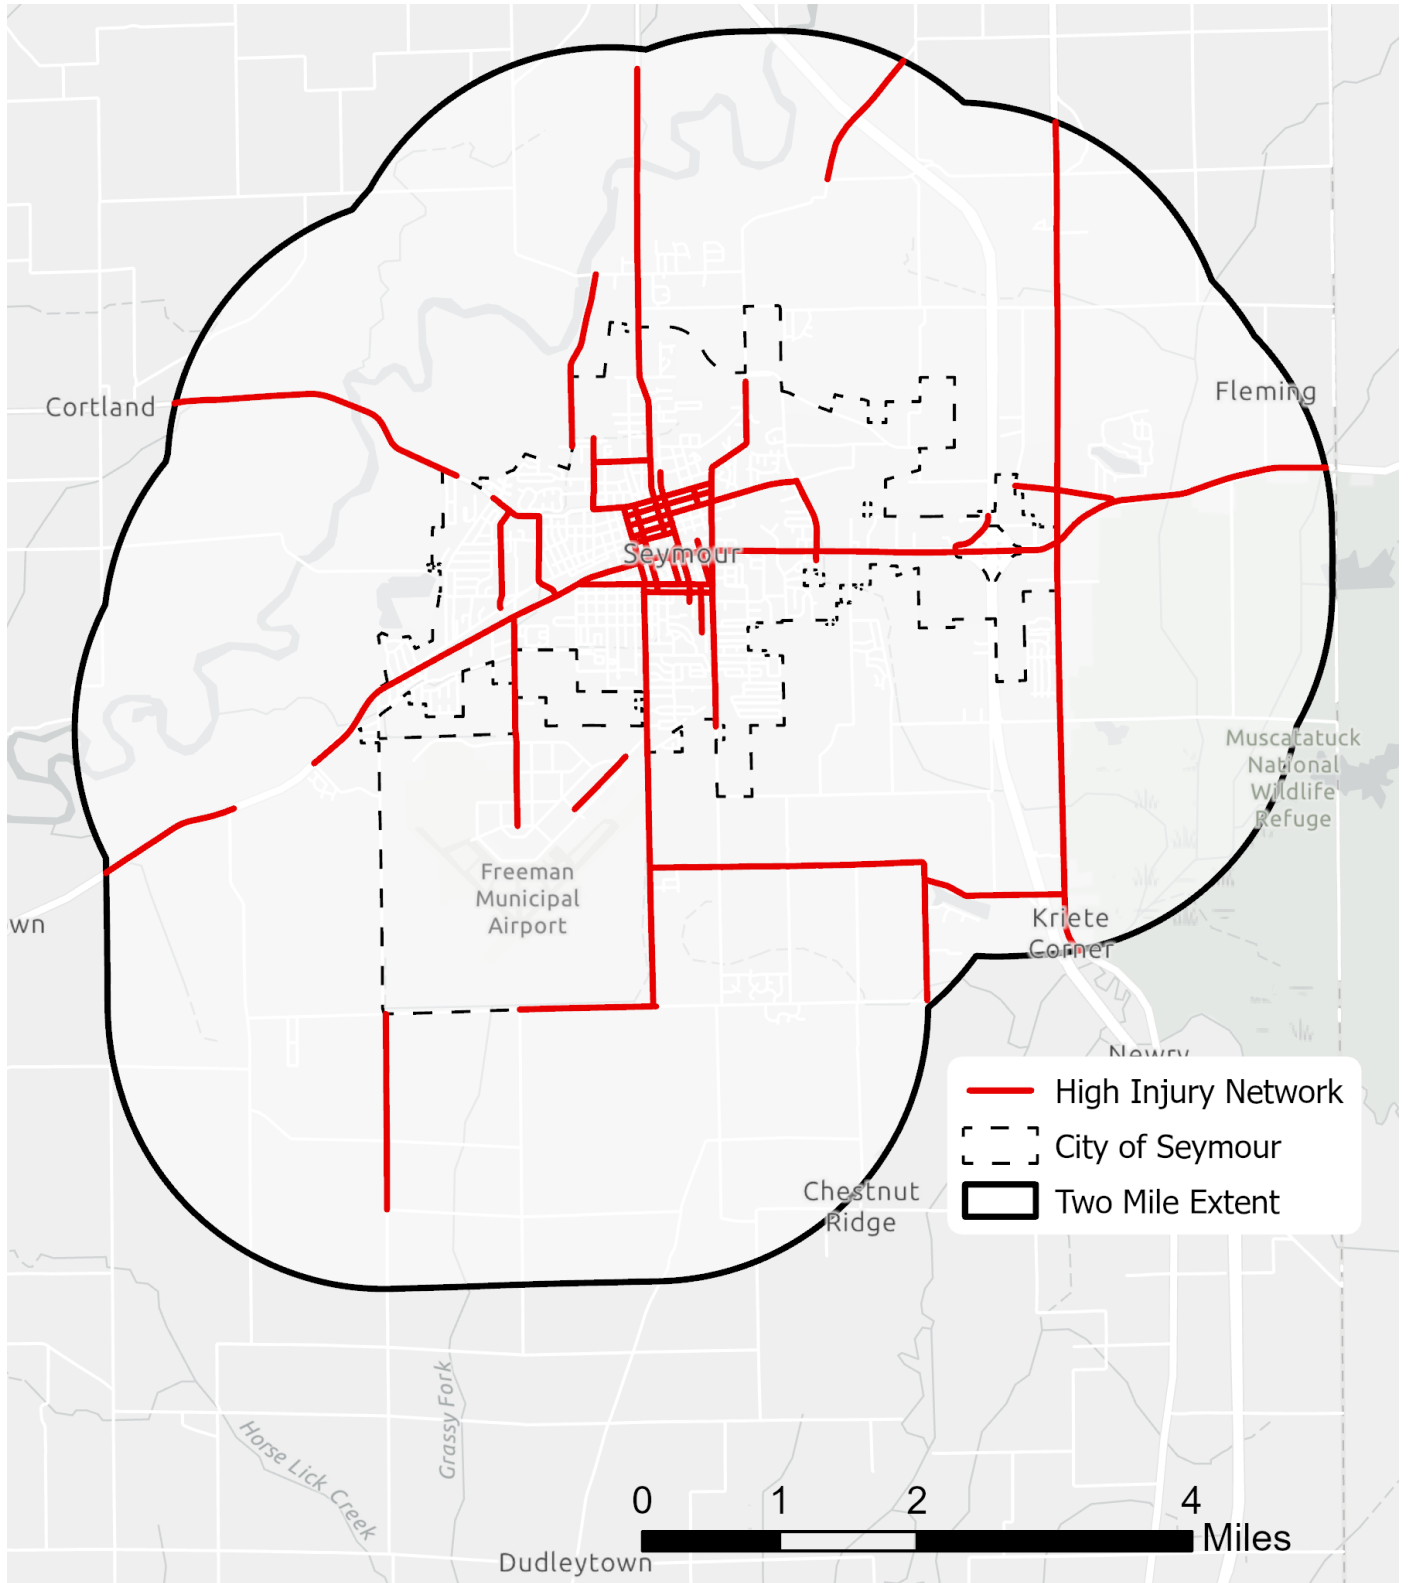 Cortland
Fleming
Seymour
Muscatatuck
National
Wildlife
Refuge
Freeman
Municipal
Airport
wn
Kriete
Corner
Newry
High Injury Network
City of Seymour
Two Mile Extent
Chestnut
Ridge
Grassy Fork
Horse Lick Creek
0 1 2 4
Miles
Dudleytown